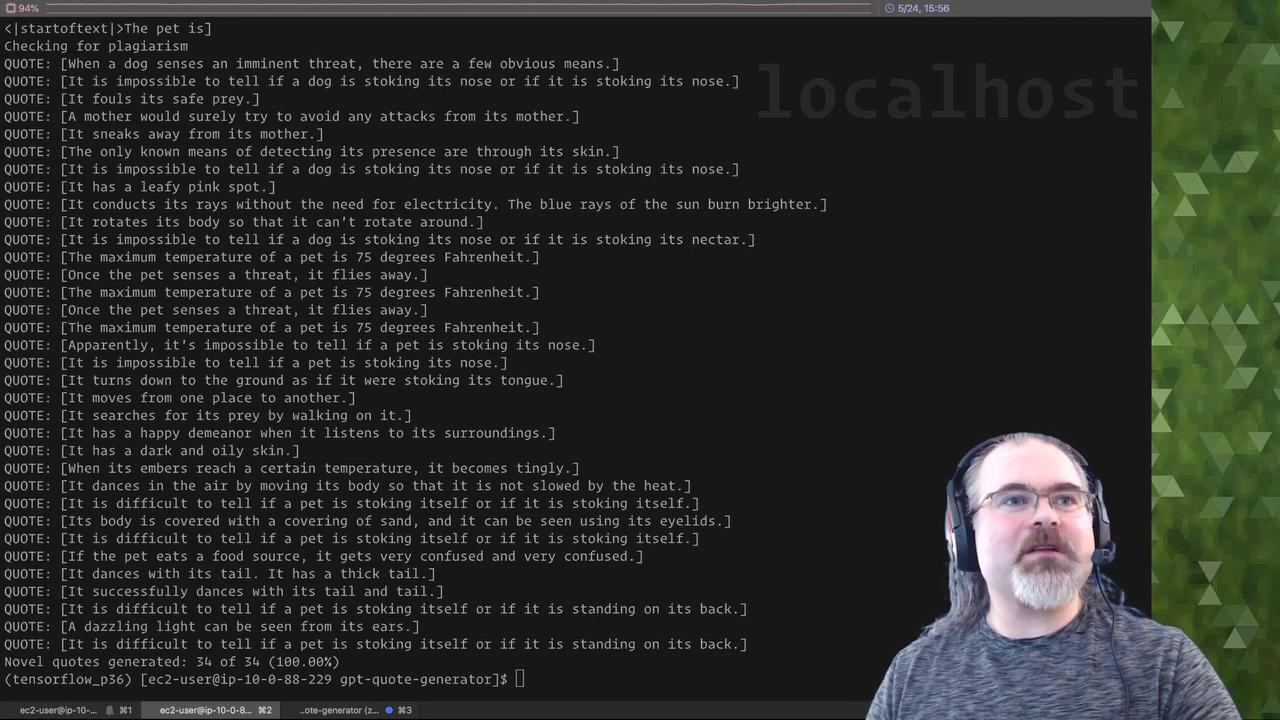 94%
5/24, 15:56
<|startoftext|>The pet is]
Checking for plagiarism
localhost
QUOTE: [When a dog senses an imminent threat, there are a few obvious means.]
QUOTE: [It is impossible to tell if a dog is stoking its nose or if it is stoking its nose.]
QUOTE: [It fouls its safe prey.]
QUOTE: [A mother would surely try to avoid any attacks from its mother.]
QUOTE: [It sneaks away from its mother.]
QUOTE: [The only known means of detecting its presence are through its skin.]
QUOTE: [It is impossible to tell if a dog is stoking its nose or if it is stoking its nose.]
QUOTE: [It has a leafy pink spot.]
QUOTE: [It conducts its rays without the need for electricity. The blue rays of the sun burn brighter.]
QUOTE: [It rotates its body so that it can't rotate around.]
QUOTE: [It is impossible to tell if a dog is stoking its nose or if it is stoking its nectar.]
QUOTE: [The maximum temperature of a pet is 75 degrees Fahrenheit.]
QUOTE: [Once the pet senses a threat, it flies away.]
QUOTE: [The maximum temperature of a pet is 75 degrees Fahrenheit.]
QUOTE: [Once the pet senses a threat, it flies away.]
QUOTE: [The maximum temperature of a pet is 75 degrees Fahrenheit.]
QUOTE: [Apparently, it's impossible to tell if a pet is stoking its nose.]
QUOTE: [It is impossible to tell if a pet is stoking its nose.]
QUOTE: [It turns down to the ground as if it were stoking its tongue.]
QUOTE: [It moves from one place to another.]
QUOTE: [It searches for its prey by walking on it.]
QUOTE: [It has a happy demeanor when it listens to its surroundings.]
QUOTE: [It has a dark and oily skin.]
QUOTE: [When its embers reach a certain temperature, it becomes tingly.]
QUOTE: [It dances in the air by moving its body so that it is not slowed by the heat.]
QUOTE: [It is difficult to tell if a pet is stoking itself or if it is stoking itself.]
QUOTE: [Its body is covered with a covering of sand, and it can be seen using its eyelids.]
QUOTE: [It is difficult to tell if a pet is stoking itself or if it is stoking itself.]
QUOTE: [If the pet eats a food source, it gets very confused and very confused.]
QUOTE: [It dances with its tail. It has a thick tail.]
QUOTE: [It successfully dances with its tail and tail.]
QUOTE: [It is difficult to tell if a pet is stoking itself or if it is standing on its back.]
QUOTE: [A dazzling light can be seen from its ears.]
QUOTE: [It is difficult to tell if a pet is stoking itself or if it is standing on its back.]
Novel quotes generated: 34 of 34 (100.00%)
(tensorflow_p36) [ec2-user@ip-10-0-88-229 gpt-quote-generator]$
ec2-user@ip-10-... ⌘1
ec2-user@ip-10-0-8... ⌘2
..ote-generator (z... ⌘3